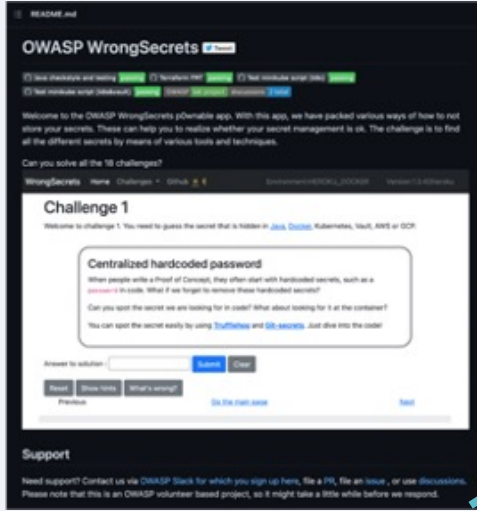 README.md
OWASP WrongSecrets Tweet
Java checkstyle and testing passing Terraform FMT passing Test minikube script (k8s) passing
Test minikube script (k8s&vault) passing OWASP lab project discussions 2 total
Welcome to the OWASP WrongSecrets p0wnable app. With this app, we have packed various ways of how to not
store your secrets. These can help you to realize whether your secret management is ok. The challenge is to find
all the different secrets by means of various tools and techniques.
Can you solve all the 18 challenges?
WrongSecrets Home Challenges Github
Challenge 1
Welcome to challenge 1. You need to guess the secret that is hidden in Java, Docker, Kubernetes, Vault, AWS or GCP.
Centralized hardcoded password
When people write a Proof of Concept, they often start with hardcoded secrets, such as a
password in code. What if we forget to remove these hardcoded secrets?
Can you spot the secret we are looking for in code? What about looking for it at the container?
You can spot the secret easily by using Trufflehog and Git-secrets. Just dive into the code!
Answer to solution : Submit Clear
Reset Show hints What's wrong?
Previous Go the main page Next
Support
Need support? Contact us via OWASP Slack for which you sign up here, file a PR, file an issue , or use discussions.
Please note that this is an OWASP volunteer based project, so it might take a little while before we respond.